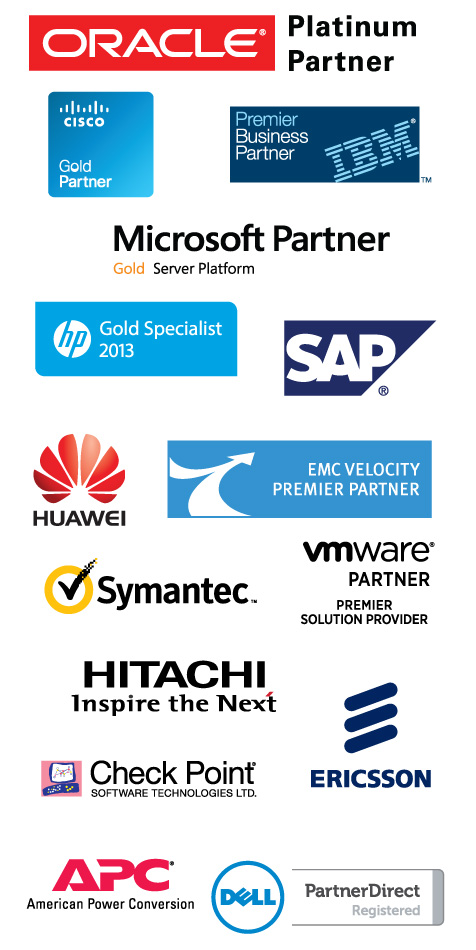 ORACLE® Platinum
Partner
CISCO
Gold
Partner
Premier
Business
Partner
IBM®
™
Microsoft Partner
Gold Server Platform
hp Gold Specialist
2013
SAP
®
HUAWEI
EMC VELOCITY
PREMIER PARTNER
Symantec™
vmware®
PARTNER
PREMIER
SOLUTION PROVIDER
HITACHI
Inspire the Next
ERICSSON
Check Point®
SOFTWARE TECHNOLOGIES LTD.
APC®
American Power Conversion
DELL
PartnerDirect
Registered